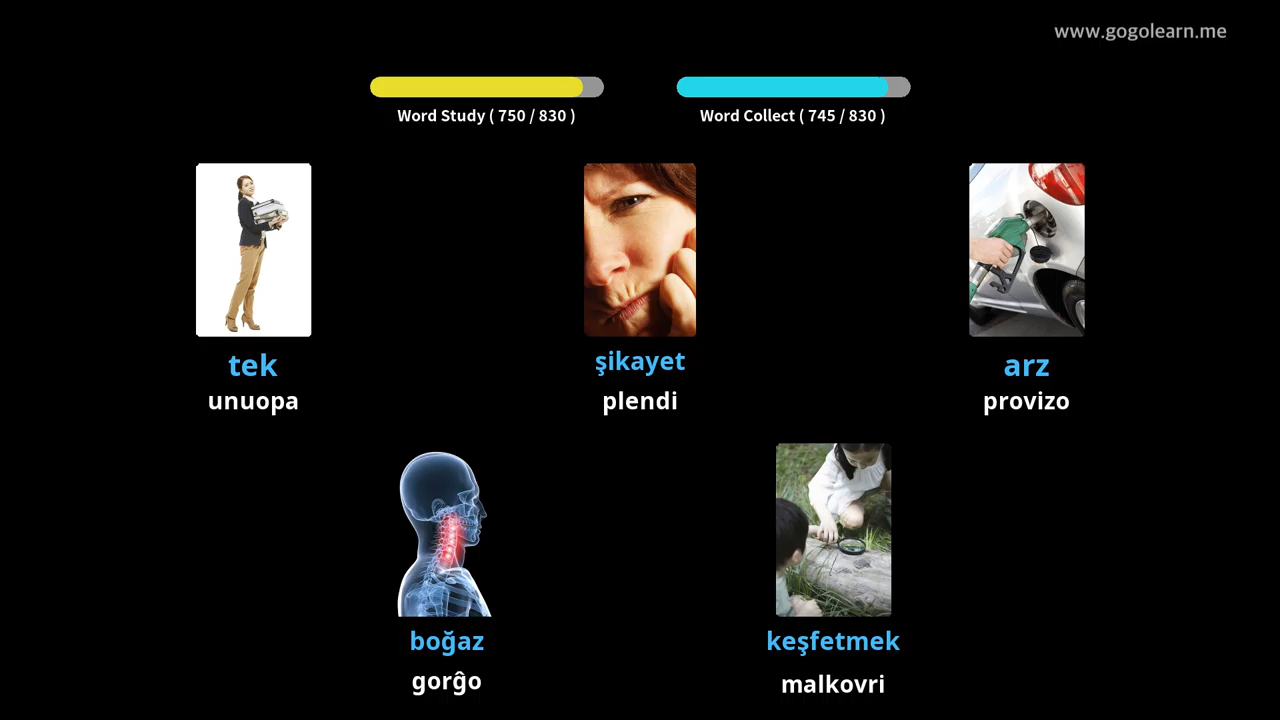 www.gogolearn.me
Word Study ( 750 / 830 )
Word Collect ( 745 / 830 )
tek
unuopa
şikayet
plendi
arz
provizo
boğaz
gorĝo
keşfetmek
malkovri